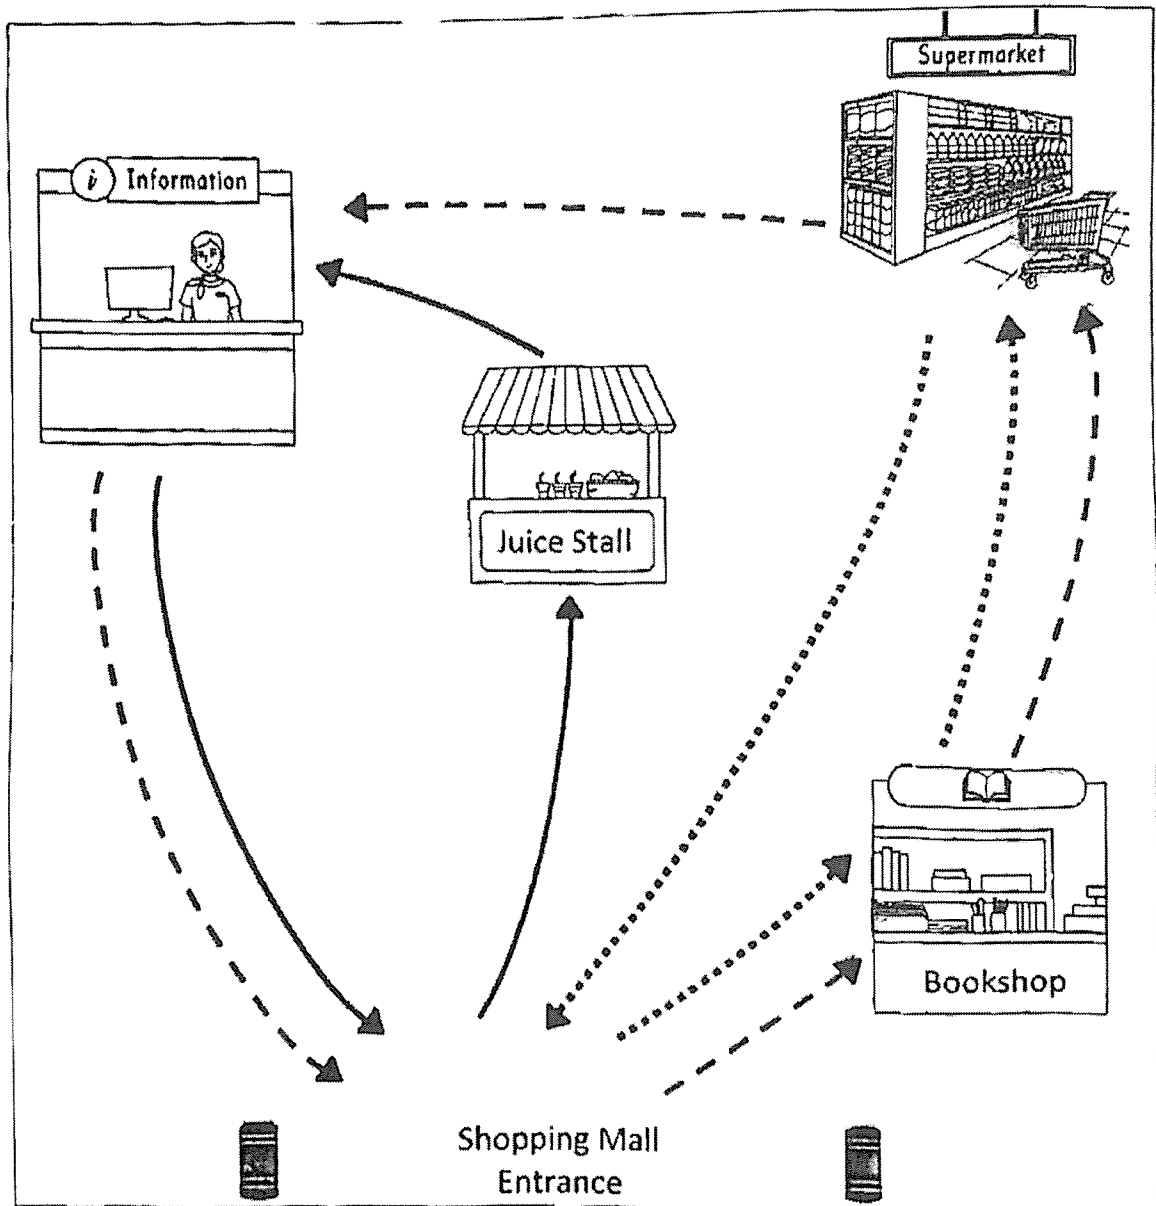 Supermarket
i Information
Juice Stall
Bookshop
Shopping Mall
Entrance